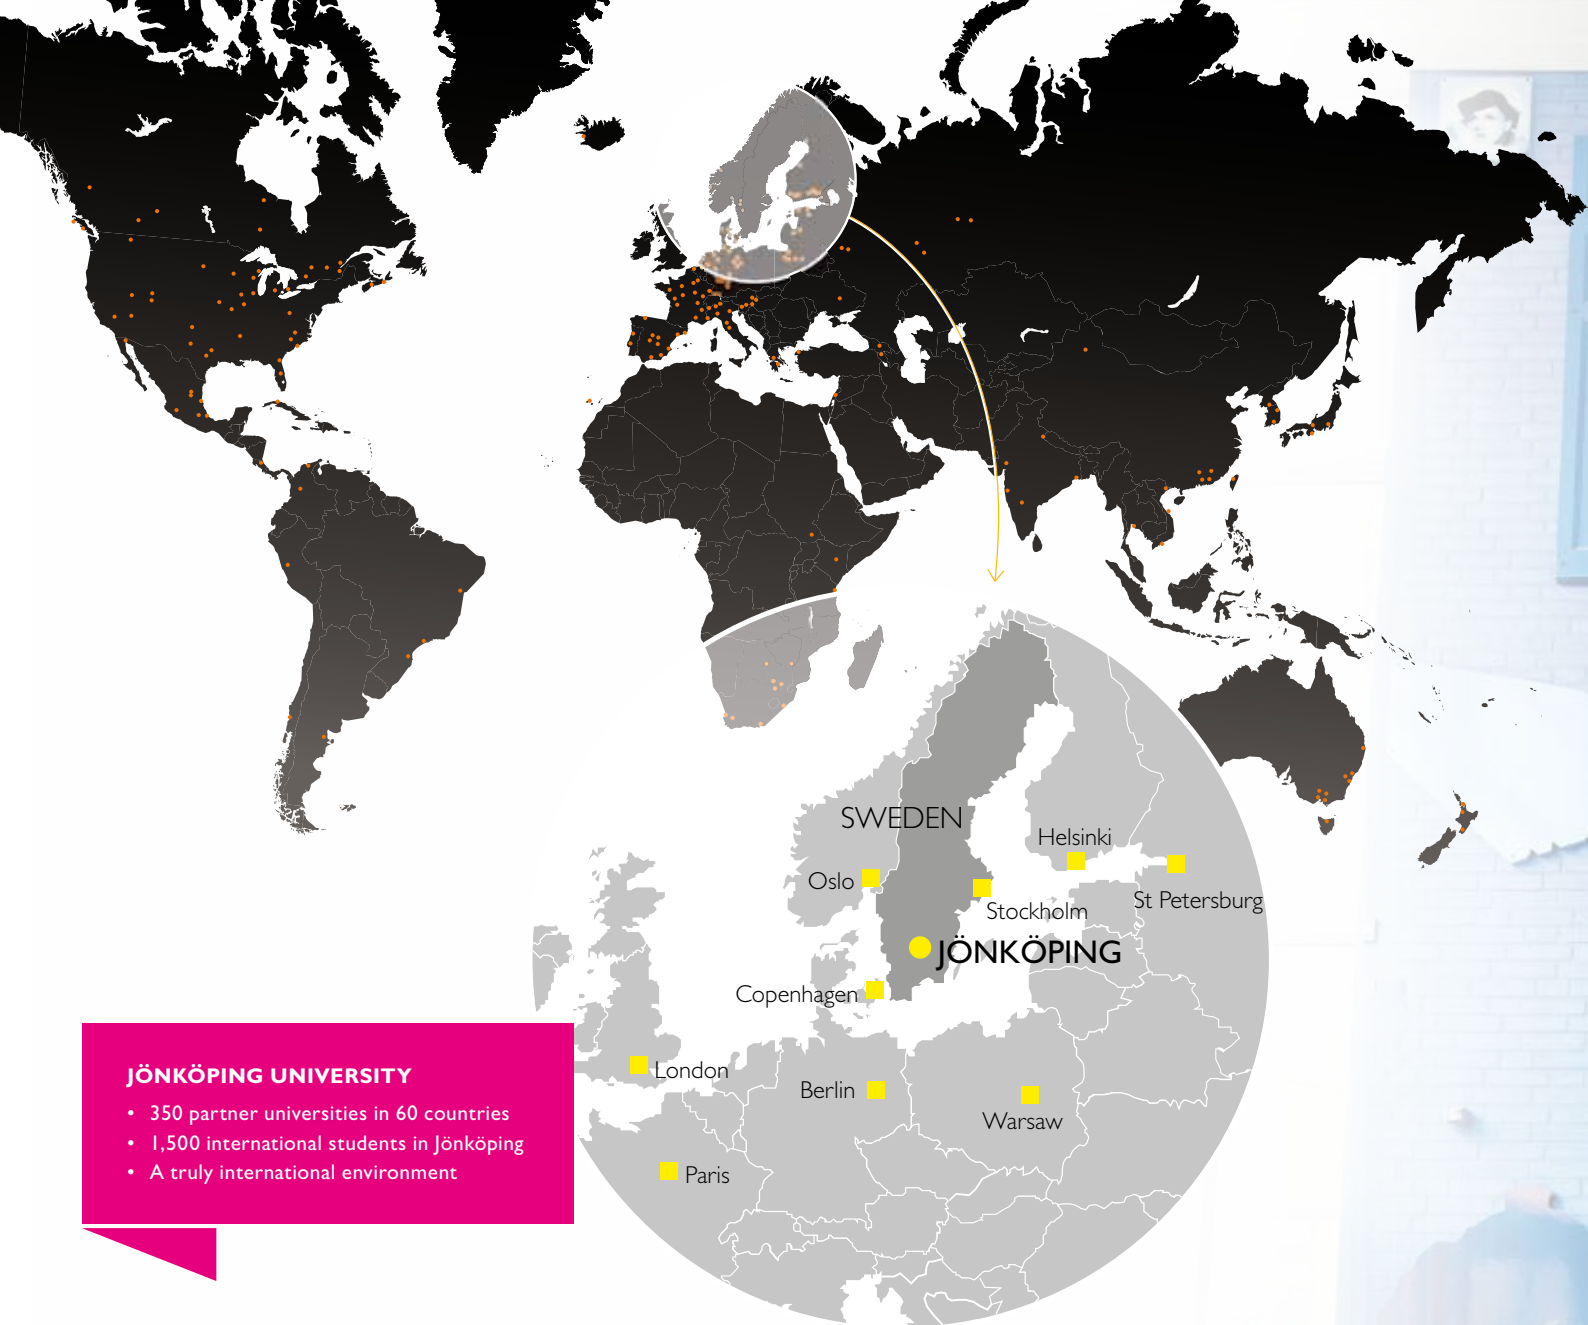 SWEDEN
Helsinki
Oslo
St Petersburg
Stockholm
JÖNKÖPING
Copenhagen
London
Berlin
Warsaw
Paris
JÖNKÖPING UNIVERSITY
• 350 partner universities in 60 countries
• 1,500 international students in Jönköping
• A truly international environment